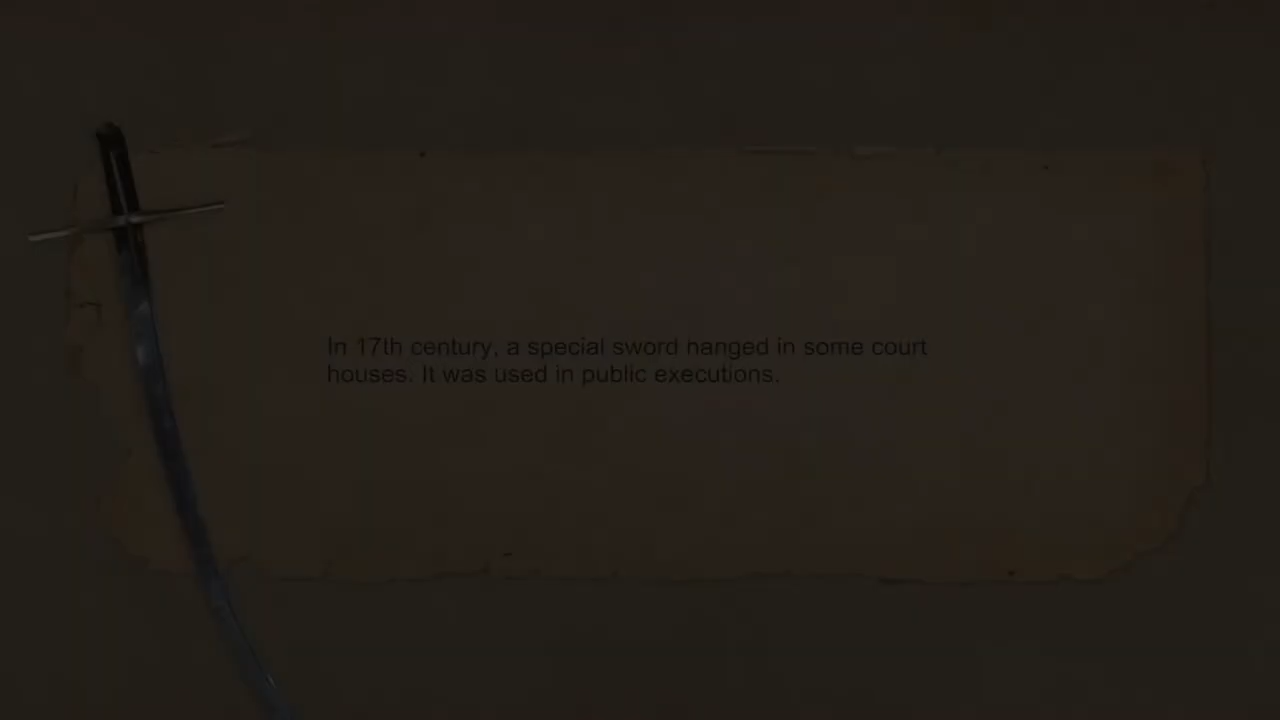 In 17th century, a special sword hanged in some court
houses. It was used in public executions.